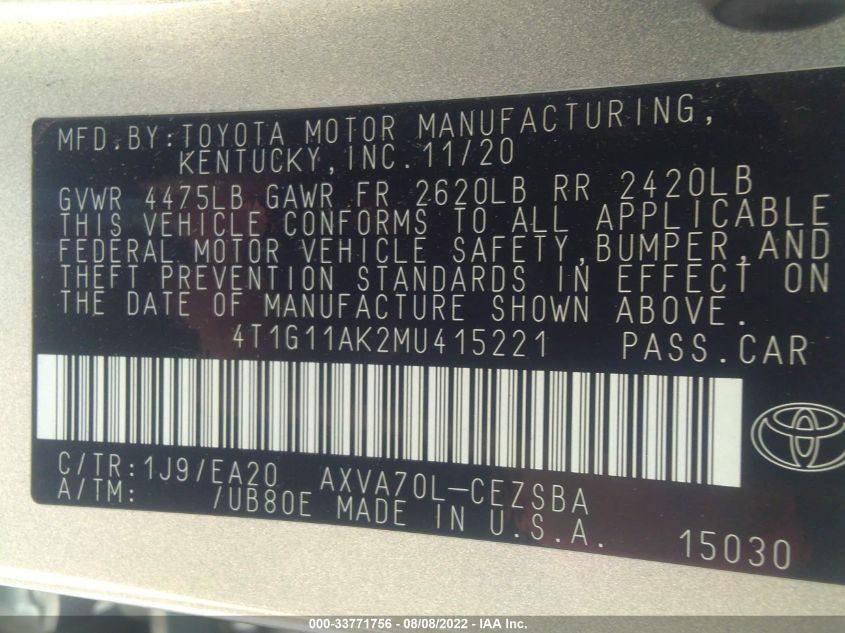 MFD.BY:TOYOTA MOTOR MANUFACTURING,
KENTUCKY,INC.11/20
GVWR 4475LB GAWR FR 2620LB RR 2420LB
THIS VEHICLE CONFORMS TO ALL APPLICABLE
FEDERAL MOTOR VEHICLE SAFETY,BUMPER,AND
THEFT PREVENTION STANDARDS IN EFFECT ON
THE DATE OF MANUFACTURE SHOWN ABOVE.
4T1G11AK2MU415221 PASS.CAR
C/TR:1J9/EA20 AXVA70L-CEZSBA
A/TM: /UB80E MADE IN U.S.A.
15030
000-33771756 - 08/08/2022 - IAA Inc.